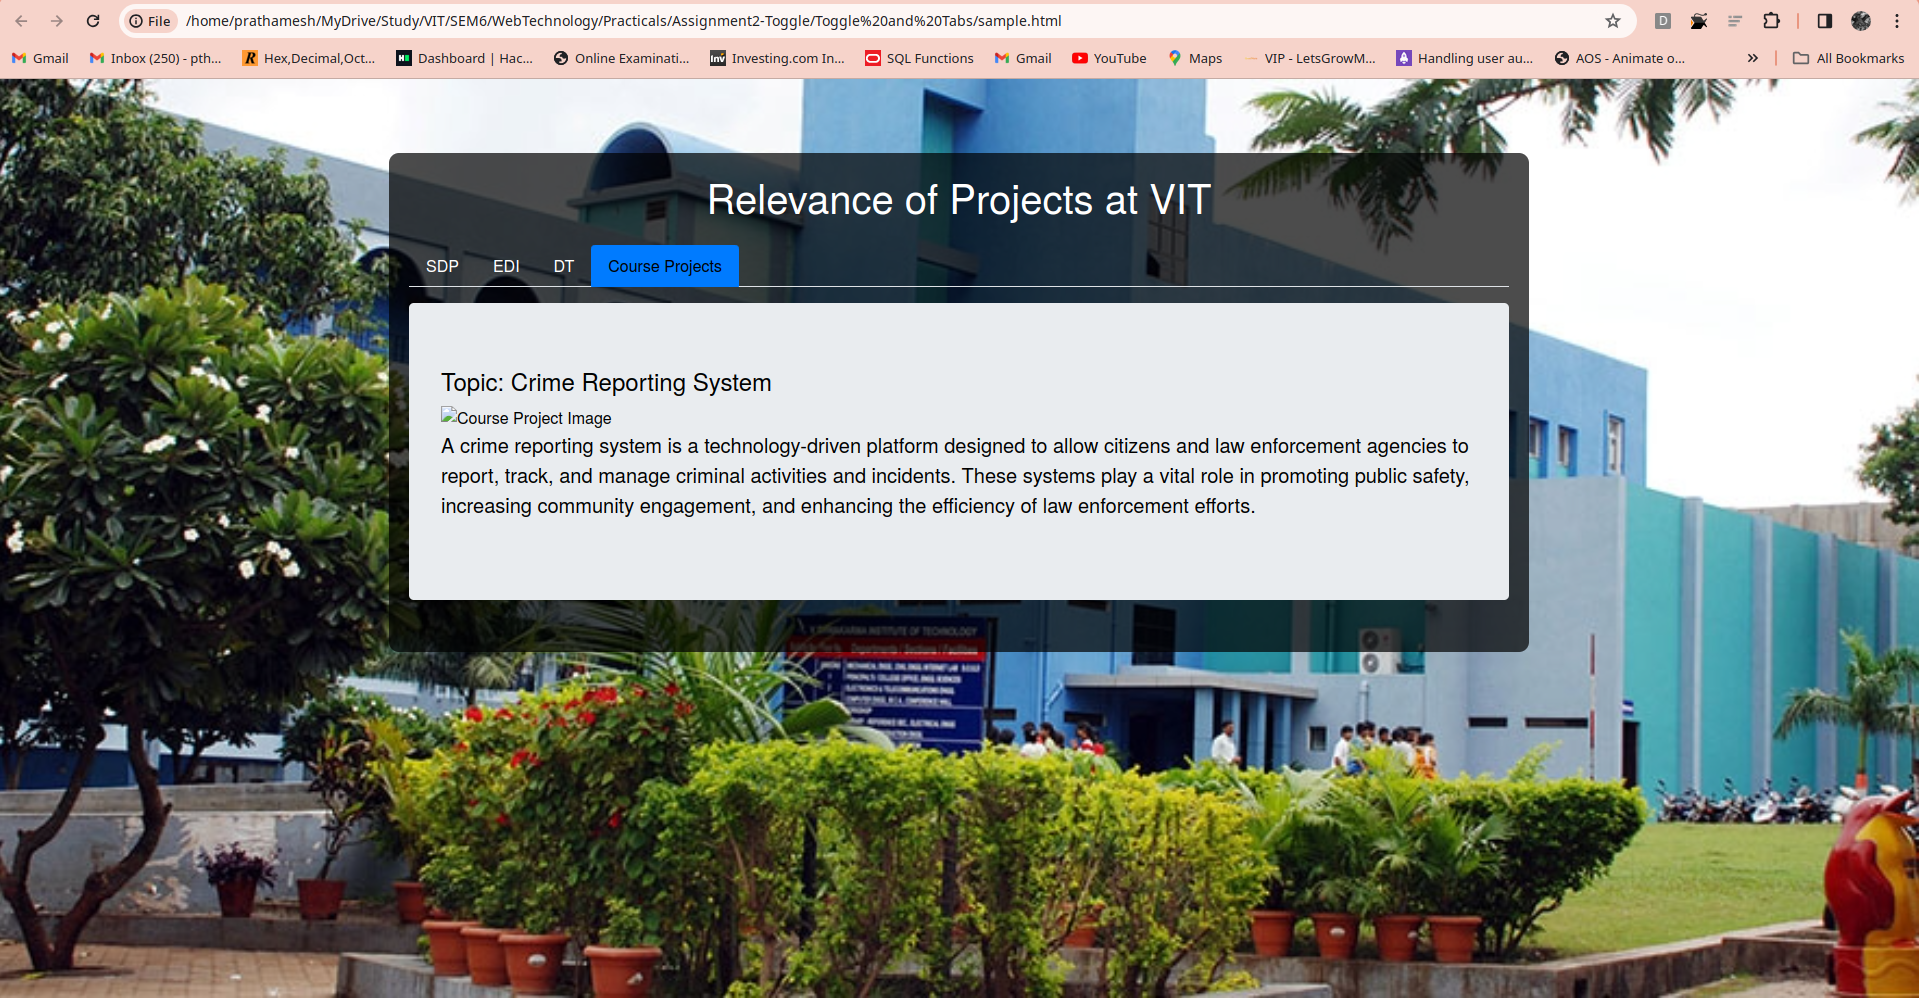 File
/home/prathamesh/MyDrive/Study/VIT/SEM6/WebTechnology/Practicals/Assignment2-Toggle/Toggle%20and%20Tabs/sample.html
D
Gmail
Inbox (250) - pth...
Hex,Decimal,Oct...
Dashboard | Hac...
Online Examinati...
Investing.com In...
SQL Functions
Gmail
YouTube
Maps
VIP - LetsGrowM...
Handling user au...
AOS - Animate o...
»
All Bookmarks
Relevance of Projects at VIT
SDP
EDI
DT
Course Projects
Topic: Crime Reporting System
Course Project Image
A crime reporting system is a technology-driven platform designed to allow citizens and law enforcement agencies to
report, track, and manage criminal activities and incidents. These systems play a vital role in promoting public safety,
increasing community engagement, and enhancing the efficiency of law enforcement efforts.
INSTITUTE OF TECHNOLOGY